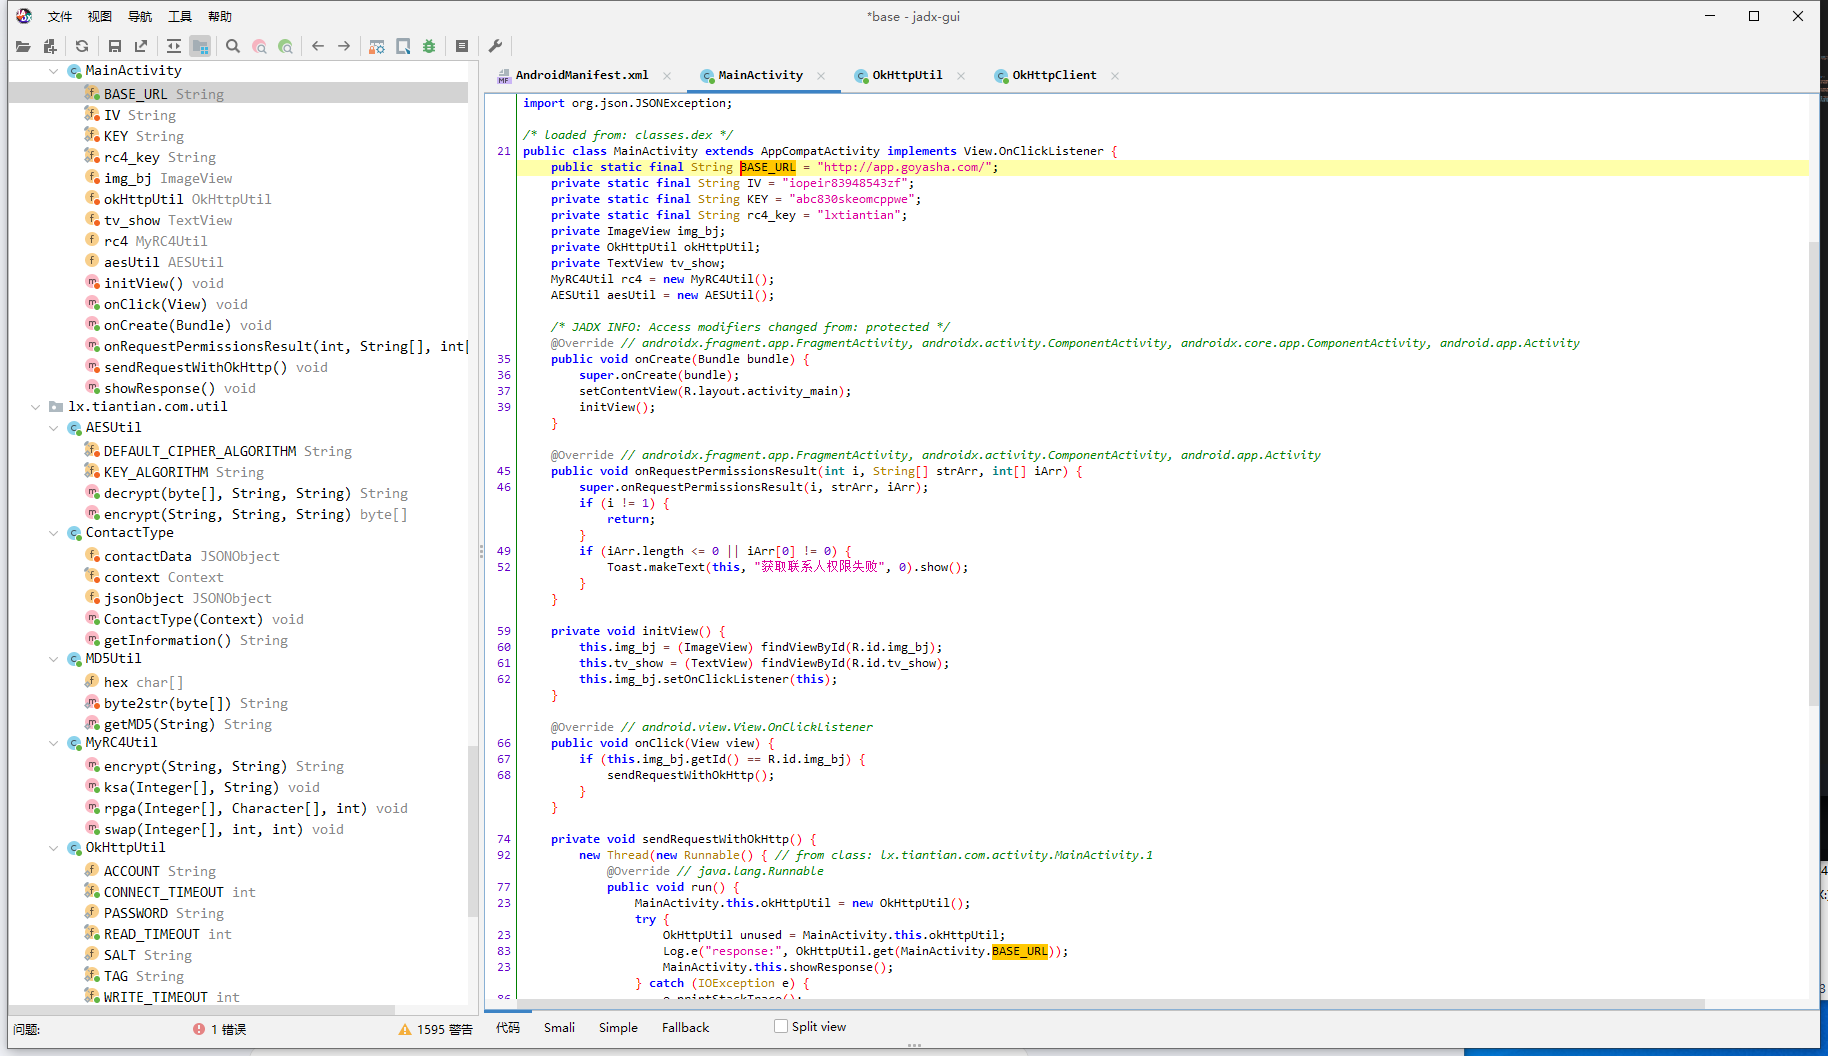 文件 视图 导航 工具 帮助
*base - jadx-gui
MainActivity
BASE_URL String
IV String
KEY String
rc4_key String
img_bj ImageView
okHttpUtil OkHttpUtil
tv_show TextView
rc4 MyRC4Util
aesUtil AESUtil
initView() void
onClick(View) void
onCreate(Bundle) void
onRequestPermissionsResult(int, String[], int[
sendRequestWithOkHttp() void
showResponse() void
lx.tiantian.com.util
AESUtil
DEFAULT_CIPHER_ALGORITHM String
KEY_ALGORITHM String
decrypt(byte[], String, String) String
encrypt(String, String, String) byte[]
ContactType
contactData JSONObject
context Context
jsonObject JSONObject
ContactType(Context) void
getInformation() String
MD5Util
hex char[]
byte2str(byte[]) String
getMD5(String) String
MyRC4Util
encrypt(String, String) String
ksa(Integer[], String) void
rpga(Integer[], Character[], int) void
swap(Integer[], int, int) void
OkHttpUtil
ACCOUNT String
CONNECT_TIMEOUT int
PASSWORD String
READ_TIMEOUT int
SALT String
TAG String
WRITE_TIMEOUT int
问题: 1 错误 1595 警告
AndroidManifest.xml MainActivity OkHttpUtil OkHttpClient
import org.json.JSONException;
/* loaded from: classes.dex */
21 public class MainActivity extends AppCompatActivity implements View.OnClickListener {
public static final String BASE_URL = "http://app.goyasha.com/";
private static final String IV = "iopeir83948543zf";
private static final String KEY = "abc830skeomcppwe";
private static final String rc4_key = "lxtiantian";
private ImageView img_bj;
private OkHttpUtil okHttpUtil;
private TextView tv_show;
MyRC4Util rc4 = new MyRC4Util();
AESUtil aesUtil = new AESUtil();
/* JADX INFO: Access modifiers changed from: protected */
@Override // androidx.fragment.app.FragmentActivity, androidx.activity.ComponentActivity, androidx.core.app.ComponentActivity, android.app.Activity
35 public void onCreate(Bundle bundle) {
36 super.onCreate(bundle);
37 setContentView(R.layout.activity_main);
39 initView();
}
@Override // androidx.fragment.app.FragmentActivity, androidx.activity.ComponentActivity, android.app.Activity
45 public void onRequestPermissionsResult(int i, String[] strArr, int[] iArr) {
46 super.onRequestPermissionsResult(i, strArr, iArr);
if (i != 1) {
return;
}
49 if (iArr.length <= 0 || iArr[0] != 0) {
52 Toast.makeText(this, "获取联系人权限失败", 0).show();
}
}
59 private void initView() {
60 this.img_bj = (ImageView) findViewById(R.id.img_bj);
61 this.tv_show = (TextView) findViewById(R.id.tv_show);
62 this.img_bj.setOnClickListener(this);
}
@Override // android.view.View.OnClickListener
66 public void onClick(View view) {
67 if (this.img_bj.getId() == R.id.img_bj) {
68 sendRequestWithOkHttp();
}
}
74 private void sendRequestWithOkHttp() {
92 new Thread(new Runnable() { // from class: lx.tiantian.com.activity.MainActivity.1
@Override // java.lang.Runnable
77 public void run() {
23 MainActivity.this.okHttpUtil = new OkHttpUtil();
try {
23 OkHttpUtil unused = MainActivity.this.okHttpUtil;
83 Log.e("response:", OkHttpUtil.get(MainActivity.BASE_URL));
23 MainActivity.this.showResponse();
} catch (IOException e) {
86 e.printStackTrace();
代码 Smali Simple Fallback Split view